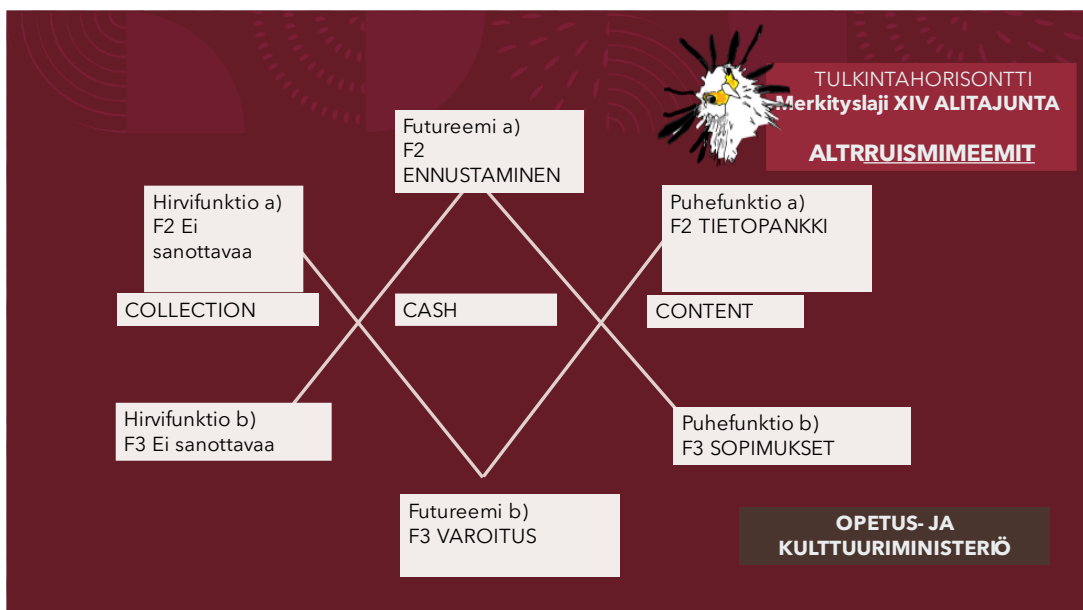 TULKINTAHORISONTTI
Merkityslaji XIV ALITAJUNTA
ALTRRUISMIMEEMIT
Futureemi a)
F2
ENNUSTAMINEN
Hirvifunktio a)
F2 Ei
sanottavaa
Puhefunktio a)
F2 TIETOPANKKI
COLLECTION
CASH
CONTENT
Hirvifunktio b)
F3 Ei sanottavaa
Puhefunktio b)
F3 SOPIMUKSET
Futureemi b)
F3 VAROITUS
OPETUS- JA
KULTTUURIMINISTERIÖ